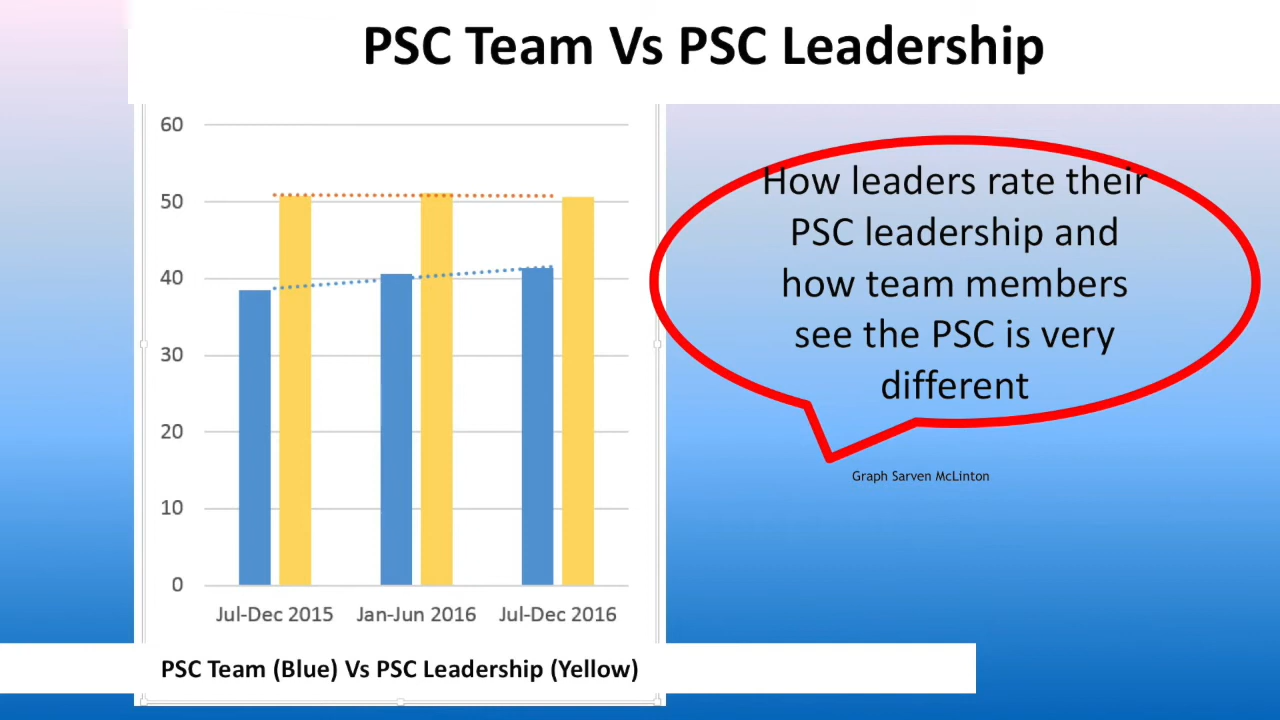 PSC Team Vs PSC Leadership
60
50
40
30
20
10
0
Jul-Dec 2015 Jan-Jun 2016 Jul-Dec 2016
PSC Team (Blue) Vs PSC Leadership (Yellow)
How leaders rate their
PSC leadership and
how team members
see the PSC is very
different
Graph Sarven McLinton